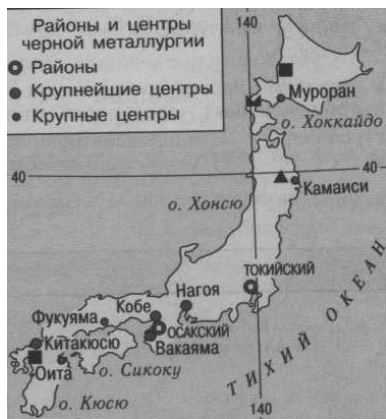 Районы и центры
черной металлургии
Районы
Крупнейшие центры
Крупные центры
140
Муроран
о. Хоккайдо
40
40
Камаиси
о. Хонсю
ТОКИЙСКИЙ
Нагоя
Кобе
Фукуяма
ОСАКСКИЙ
Китакюсю
Вакаяма
Оита
о. Сикоку
о. Кюсю
140
ТИХИЙ ОКЕАН